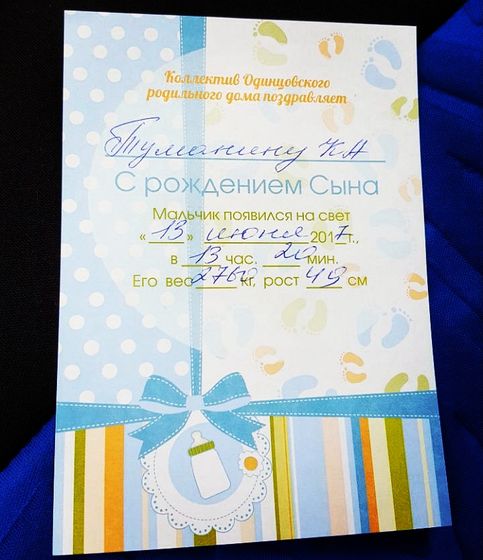 Коллектив Одинцовского
родильного дома поздравляет
Туманину К А
С рождением Сына
Мальчик появился на свет
« 13 » июня 2017 г.,
в 13 час. 20 мин.
Его вес 2760 кг, рост 49 см